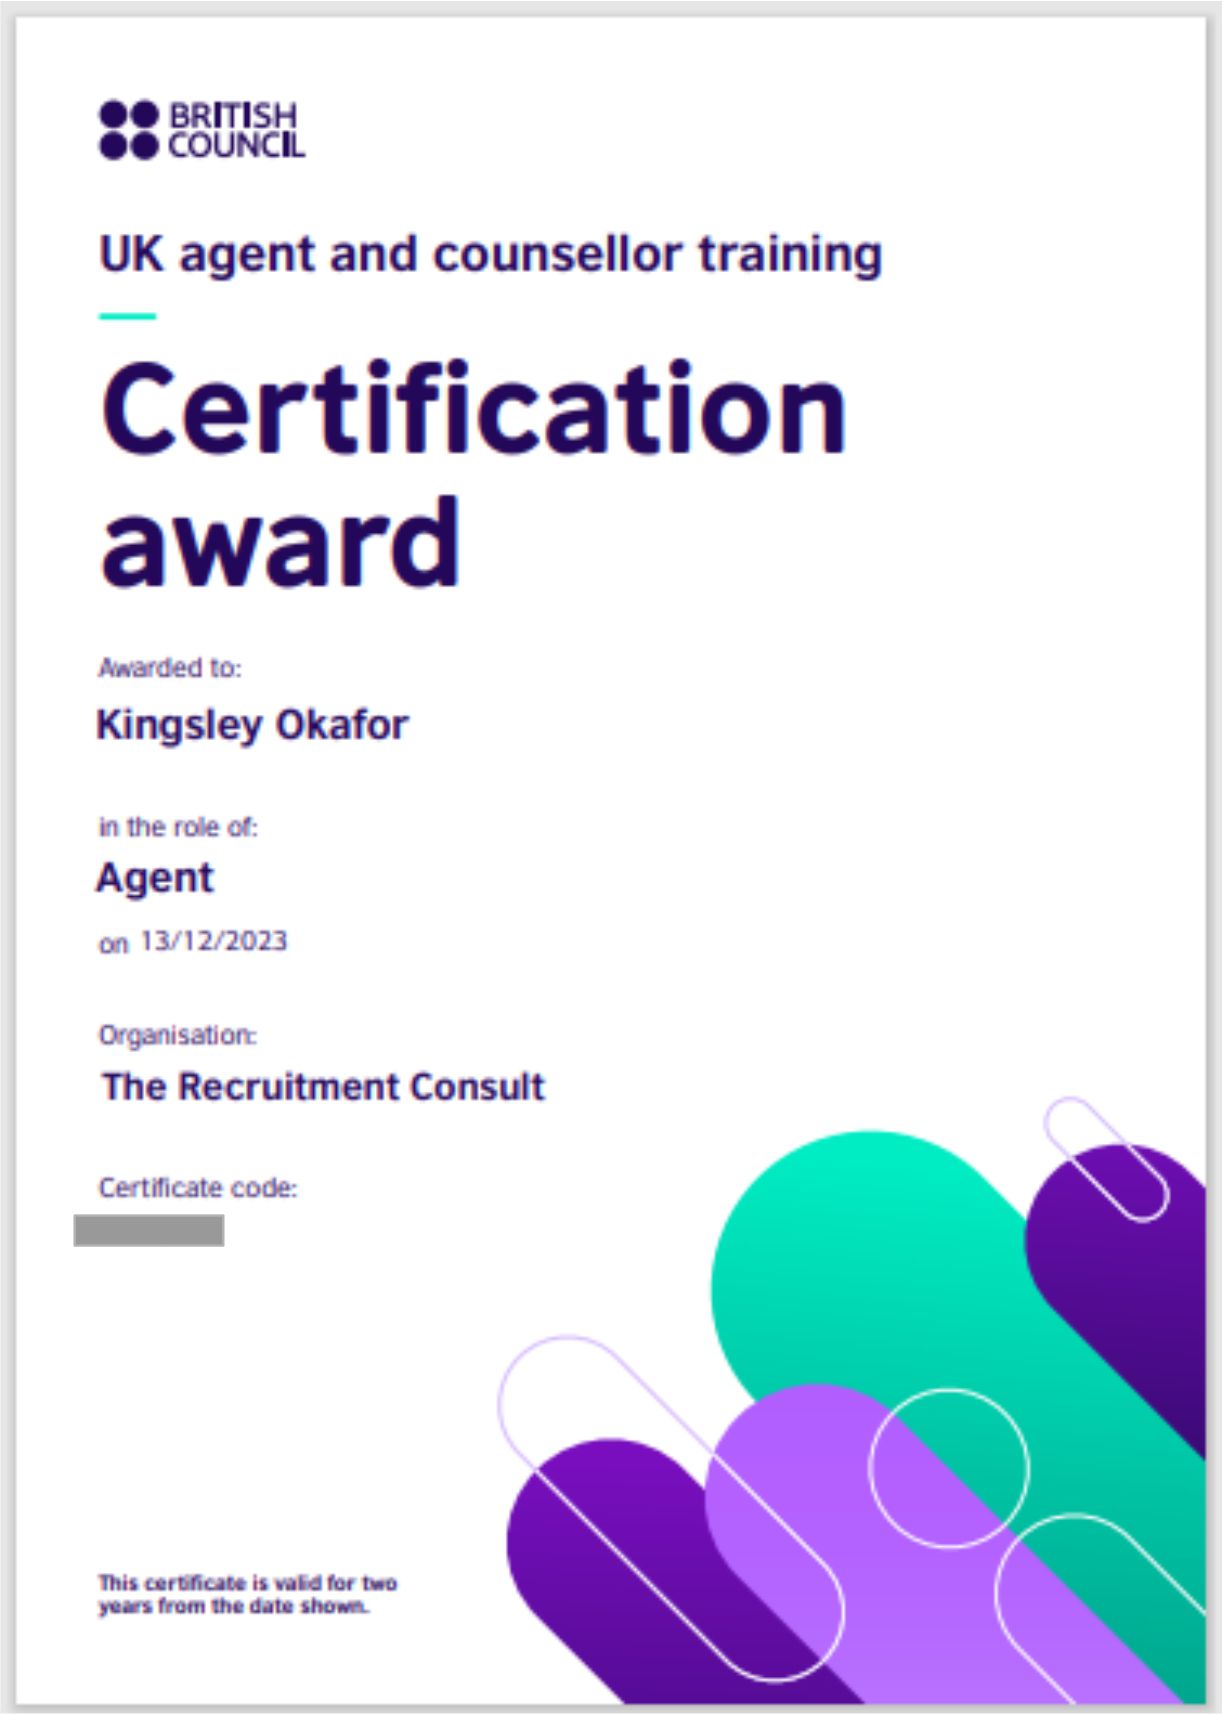 BRITISH
COUNCIL
UK agent and counsellor training
Certification
award
Awarded to:
Kingsley Okafor
in the role of:
Agent
on 13/12/2023
Organisation:
The Recruitment Consult
Certificate code:
This certificate is valid for two
years from the date shown.